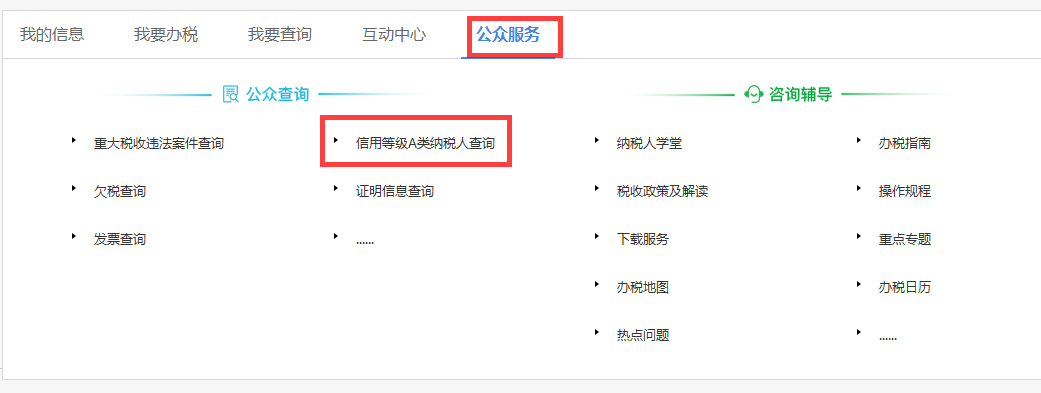 我的信息 我要办税 我要查询 互动中心 公众服务
公众查询 咨询辅导
重大税收违法案件查询 信用等级A类纳税人查询 纳税人学堂 办税指南
欠税查询 证明信息查询 税收政策及解读 操作规程
发票查询 ...... 下载服务 重点专题
办税地图 办税日历
热点问题 ......